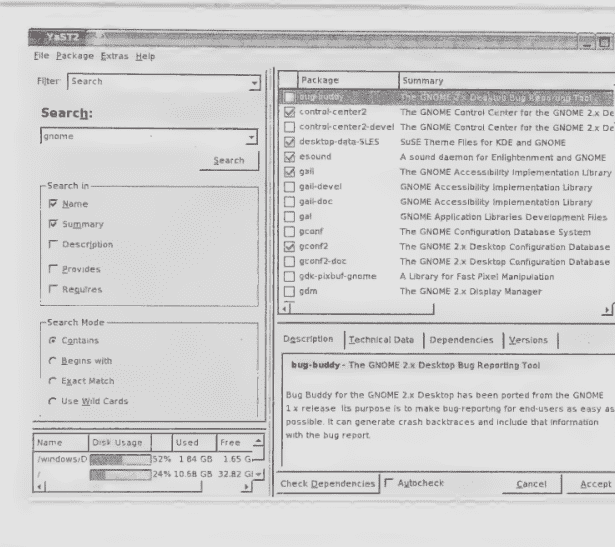 YaST2
File Package Extras Help
Filter Search
Search:
gnome
Search
Search in
Name
Summary
Description
Provides
Requires
Search Mode
Contains
Begins with
Exact Match
Use Wild Cards
Name Disk Usage Used Free
/windows/D 52% 1.84 GB 1.65 G
/ 24% 10.68 GB 32.82 GI
Package Summary
bug-buddy The GNOME 2.x Desktop Bug Reporting Tool
control-center2 The GNOME Control Center for the GNOME 2.x De
control-center2-devel The GNOME Control Center for the GNOME 2.x De
desktop-data-SLES SuSE Theme Files for KDE and GNOME
esound A sound daemon for Enlightenment and GNOME
gail The GNOME Accessibility Implementation Library
gail-devel GNOME Accessibility Implementation Library
gail-doc GNOME Accessibility Implementation Library
gal GNOME Application Libraries Development Files
gconf The GNOME Configuration Database System
gconf2 The GNOME 2.x Desktop Configuration Database
gconf2-doc The GNOME 2.x Desktop Configuration Database
gdk-pixbuf-gnome A Library for Fast Pixel Manipulation
gdm The GNOME 2.x Display Manager
Description Technical Data Dependencies Versions
bug-buddy - The GNOME 2.x Desktop Bug Reporting Tool
Bug Buddy for the GNOME 2.x Desktop has been ported from the GNOME
1.x release Its purpose is to make bug-reporting for end-users as easy as
possible. It can generate crash backtraces and include that information
with the bug report.
Check Dependencies Autocheck Cancel Accept